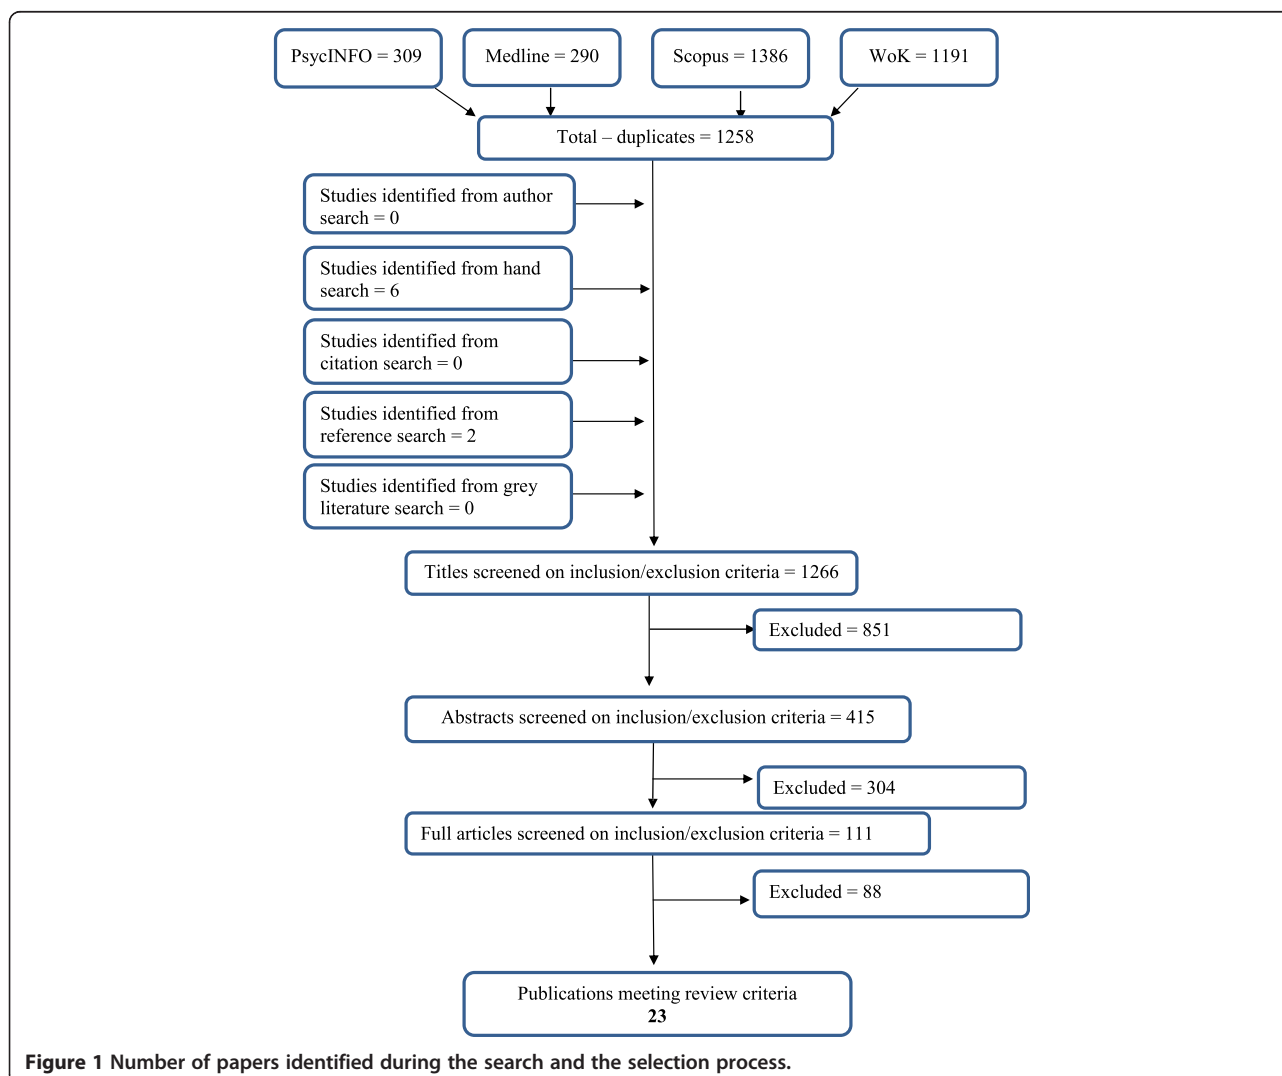 PsycINFO = 309
Medline = 290
Scopus = 1386
WoK = 1191
Total – duplicates = 1258
Studies identified from author
search = 0
Studies identified from hand
search = 6
Studies identified from
citation search = 0
Studies identified from
reference search = 2
Studies identified from grey
literature search = 0
Titles screened on inclusion/exclusion criteria = 1266
Excluded = 851
Abstracts screened on inclusion/exclusion criteria = 415
Excluded = 304
Full articles screened on inclusion/exclusion criteria = 111
Excluded = 88
Publications meeting review criteria
23
Figure 1 Number of papers identified during the search and the selection process.